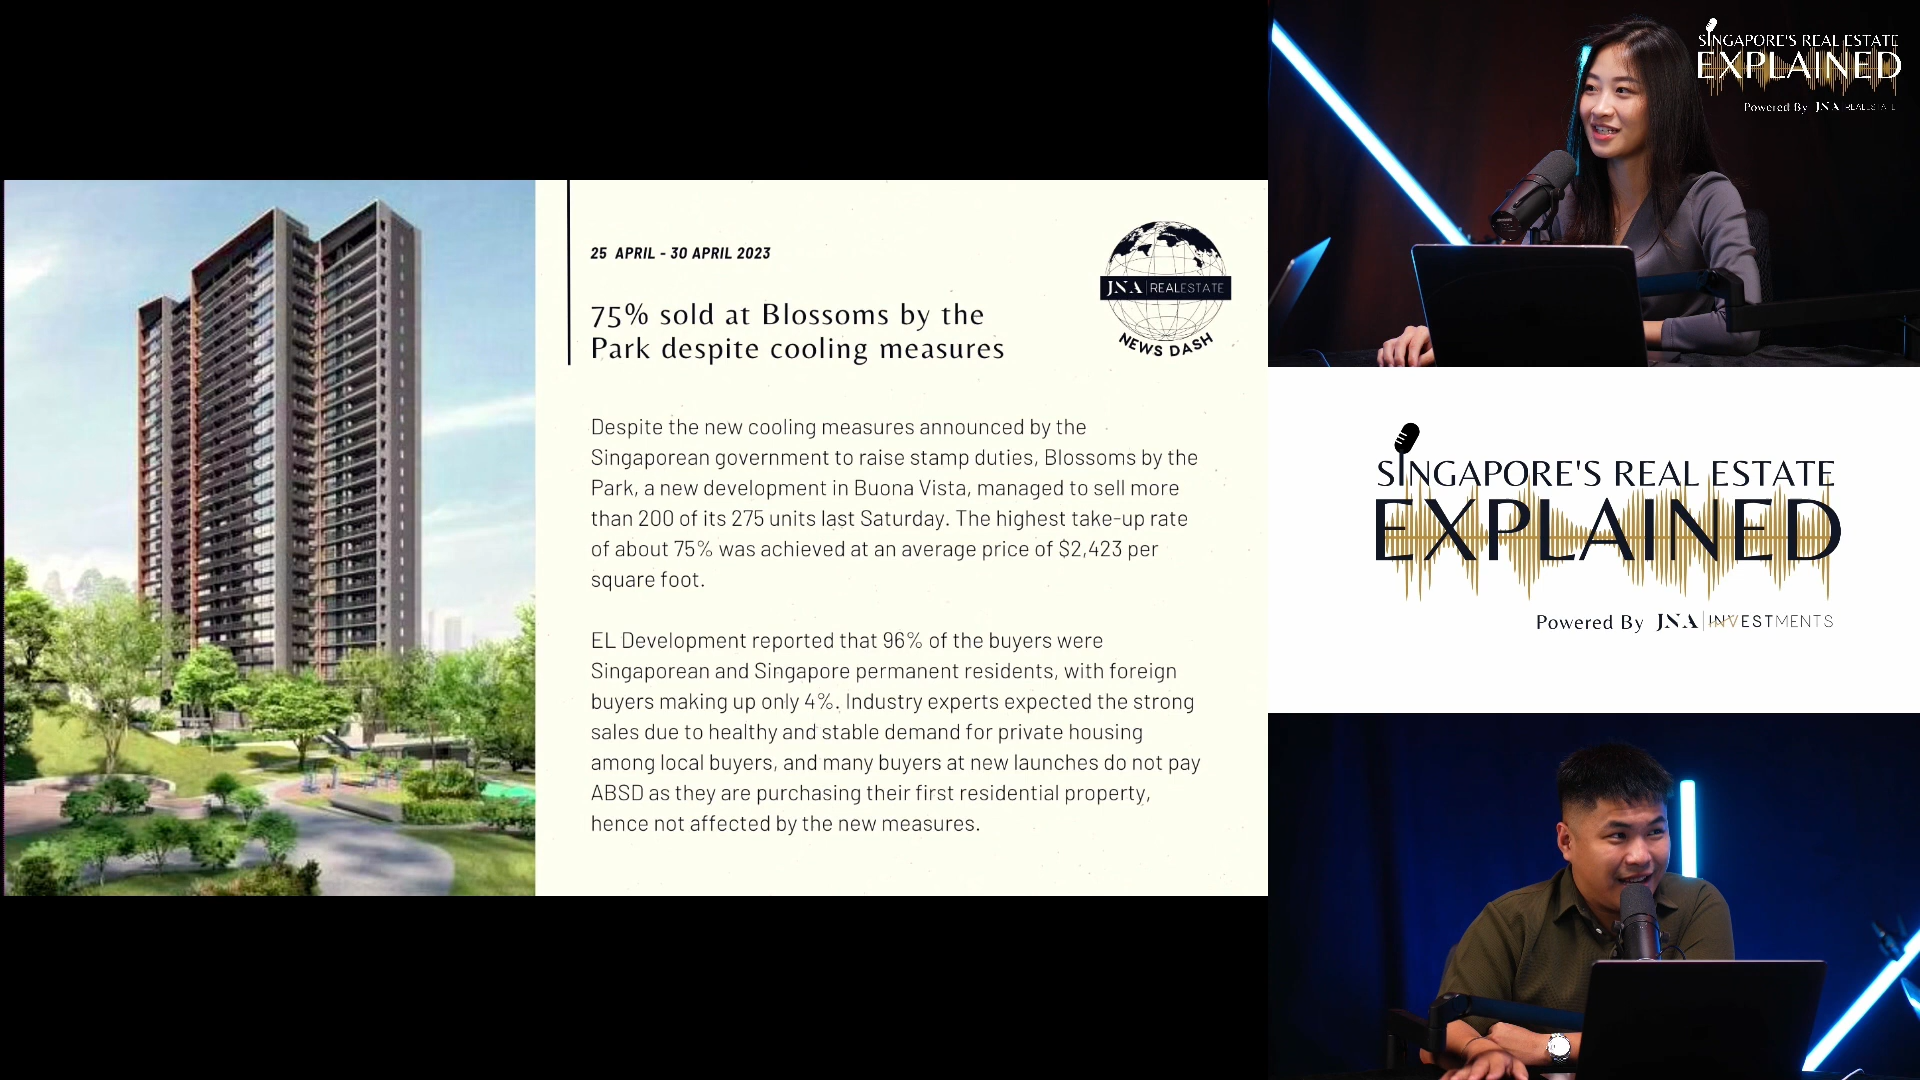 25 APRIL - 30 APRIL 2023
75% sold at Blossoms by the
Park despite cooling measures
JNA | REALESTATE
NEWS DASH
Despite the new cooling measures announced by the
Singaporean government to raise stamp duties, Blossoms by the
Park, a new development in Buona Vista, managed to sell more
than 200 of its 275 units last Saturday. The highest take-up rate
of about 75% was achieved at an average price of $2,423 per
square foot.
EL Development reported that 96% of the buyers were
Singaporean and Singapore permanent residents, with foreign
buyers making up only 4%. Industry experts expected the strong
sales due to healthy and stable demand for private housing
among local buyers, and many buyers at new launches do not pay
ABSD as they are purchasing their first residential property,
hence not affected by the new measures.
SINGAPORE'S REAL ESTATE
EXPLAINED
Powered By JNA REALESTATE
SINGAPORE'S REAL ESTATE
EXPLAINED
Powered By JNA | INVESTMENTS